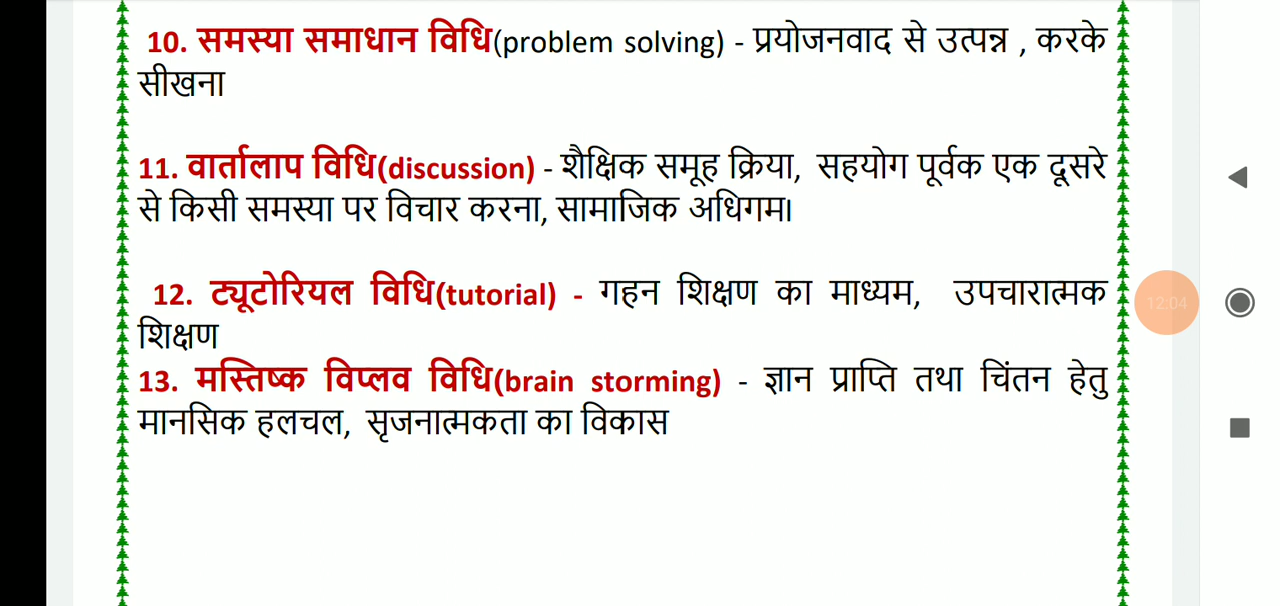 10. समस्या समाधान विधि(problem solving) - प्रयोजनवाद से उत्पन्न , करके
सीखना
11. वार्तालाप विधि(discussion) - शैक्षिक समूह क्रिया, सहयोग पूर्वक एक दूसरे
से किसी समस्या पर विचार करना, सामाजिक अधिगम।
12. ट्यूटोरियल विधि(tutorial) - गहन शिक्षण का माध्यम, उपचारात्मक
शिक्षण
13. मस्तिष्क विप्लव विधि(brain storming) - ज्ञान प्राप्ति तथा चिंतन हेतु
मानसिक हलचल, सृजनात्मकता का विकास
12:04